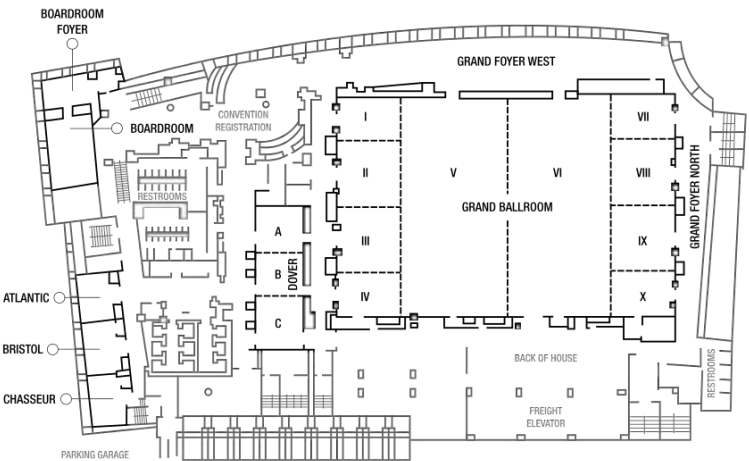 BOARDROOM
FOYER
GRAND FOYER WEST
BOARDROOM
CONVENTION
REGISTRATION
I
VII
II
V
VI
VIII
RESTROOMS
GRAND BALLROOM
GRAND FOYER NORTH
A
III
IX
B
DOVER
ATLANTIC
IV
X
C
BRISTOL
BACK OF HOUSE
RESTROOMS
CHASSEUR
FREIGHT
ELEVATOR
PARKING GARAGE